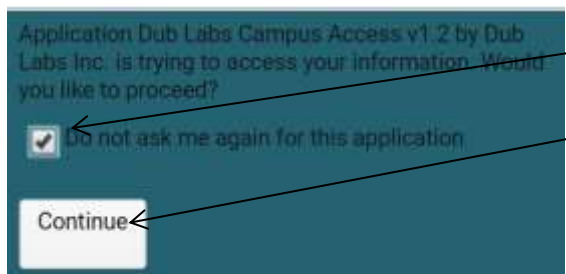 Application Dub Labs Campus Access v1.2 by Dub
Labs Inc. is trying to access your information. Would
you like to proceed?
Do not ask me again for this application
Continue